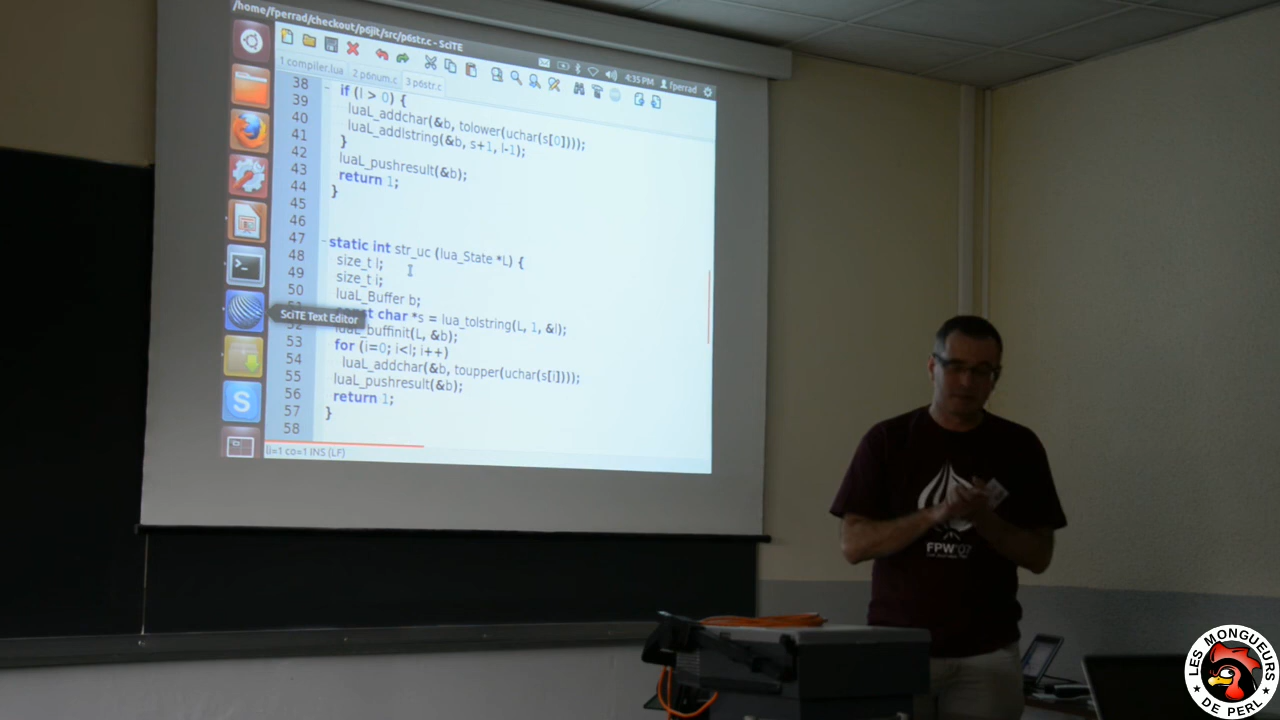 /home/fperrad/checkout/p6jit/src/p6str.c - SciTE
4:35 PM fperrad
1 compiler.lua 2 p6num.c 3 p6str.c
38 if (l > 0) {
39 luaL_addchar(&b, tolower(uchar(s[0])));
40 luaL_addlstring(&b, s+1, l-1);
41 }
42 luaL_pushresult(&b);
43 return 1;
44 }
45
46
47 static int str_uc (lua_State *L) {
48 size_t l;
49 size_t i;
50 luaL_Buffer b;
const char *s = lua_tolstring(L, 1, &l);
52 luaL_buffinit(L, &b);
53 for (i=0; i<l; i++)
54 luaL_addchar(&b, toupper(uchar(s[i])));
55 luaL_pushresult(&b);
56 return 1;
57 }
58
SciTE Text Editor
S
li=1 co=1 INS (LF)
FPW'07
LES MONGUEURS
DE PERL